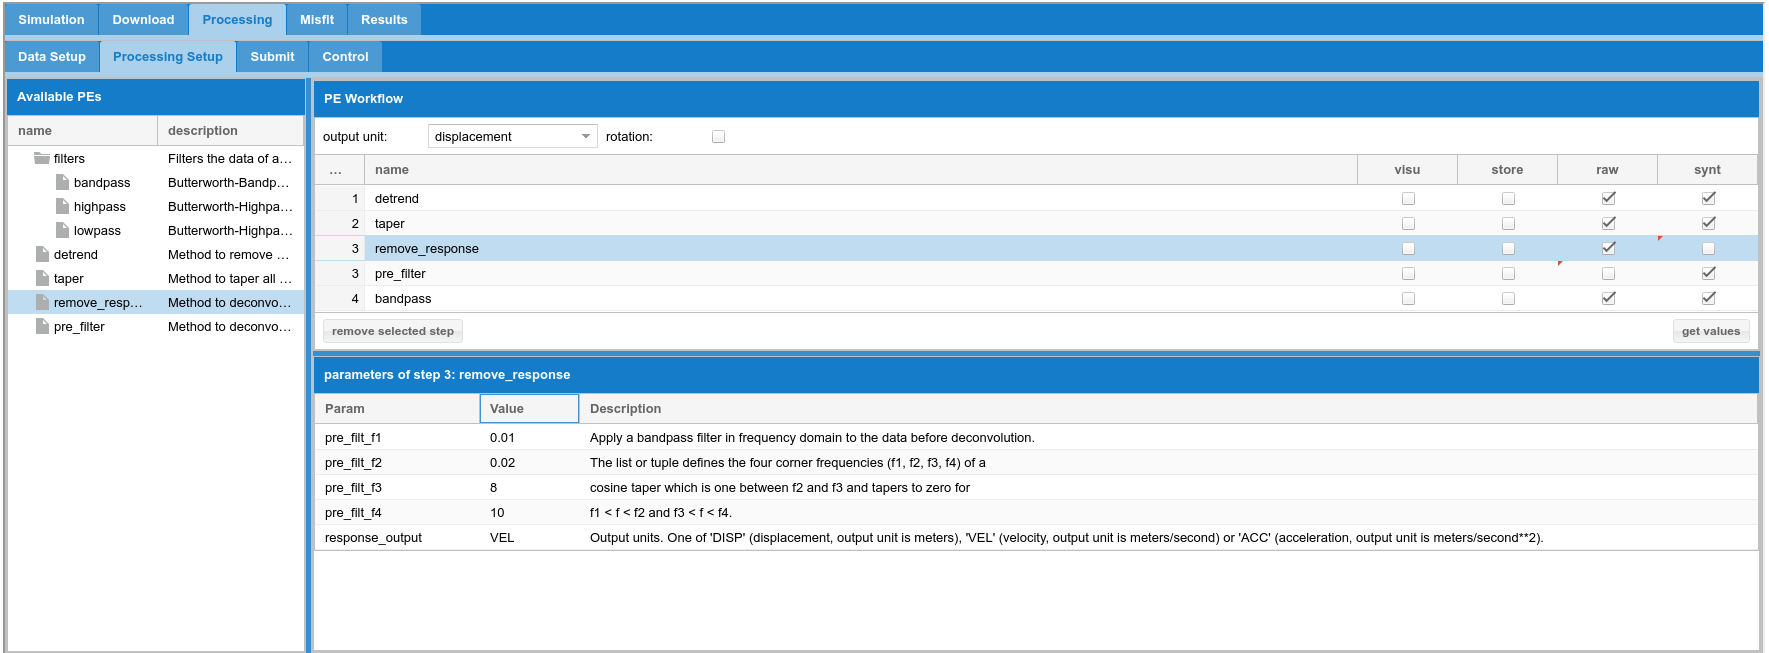 Simulation Download Processing Misfit Results
Data Setup Processing Setup Submit Control
Available PEs
name description
filters Filters the data of a...
bandpass Butterworth-Bandp...
highpass Butterworth-Highpa...
lowpass Butterworth-Highpa...
detrend Method to remove ...
taper Method to taper all ...
remove_resp... Method to deconvo...
pre_filter Method to deconvo...
PE Workflow
output unit: displacement rotation:
... name visu store raw synt
1 detrend
2 taper
3 remove_response
3 pre_filter
4 bandpass
remove selected step get values
parameters of step 3: remove_response
Param Value Description
pre_filt_f1 0.01 Apply a bandpass filter in frequency domain to the data before deconvolution.
pre_filt_f2 0.02 The list or tuple defines the four corner frequencies (f1, f2, f3, f4) of a
pre_filt_f3 8 cosine taper which is one between f2 and f3 and tapers to zero for
pre_filt_f4 10 f1 < f < f2 and f3 < f < f4.
response_output VEL Output units. One of 'DISP' (displacement, output unit is meters), 'VEL' (velocity, output unit is meters/second) or 'ACC' (acceleration, output unit is meters/second**2).